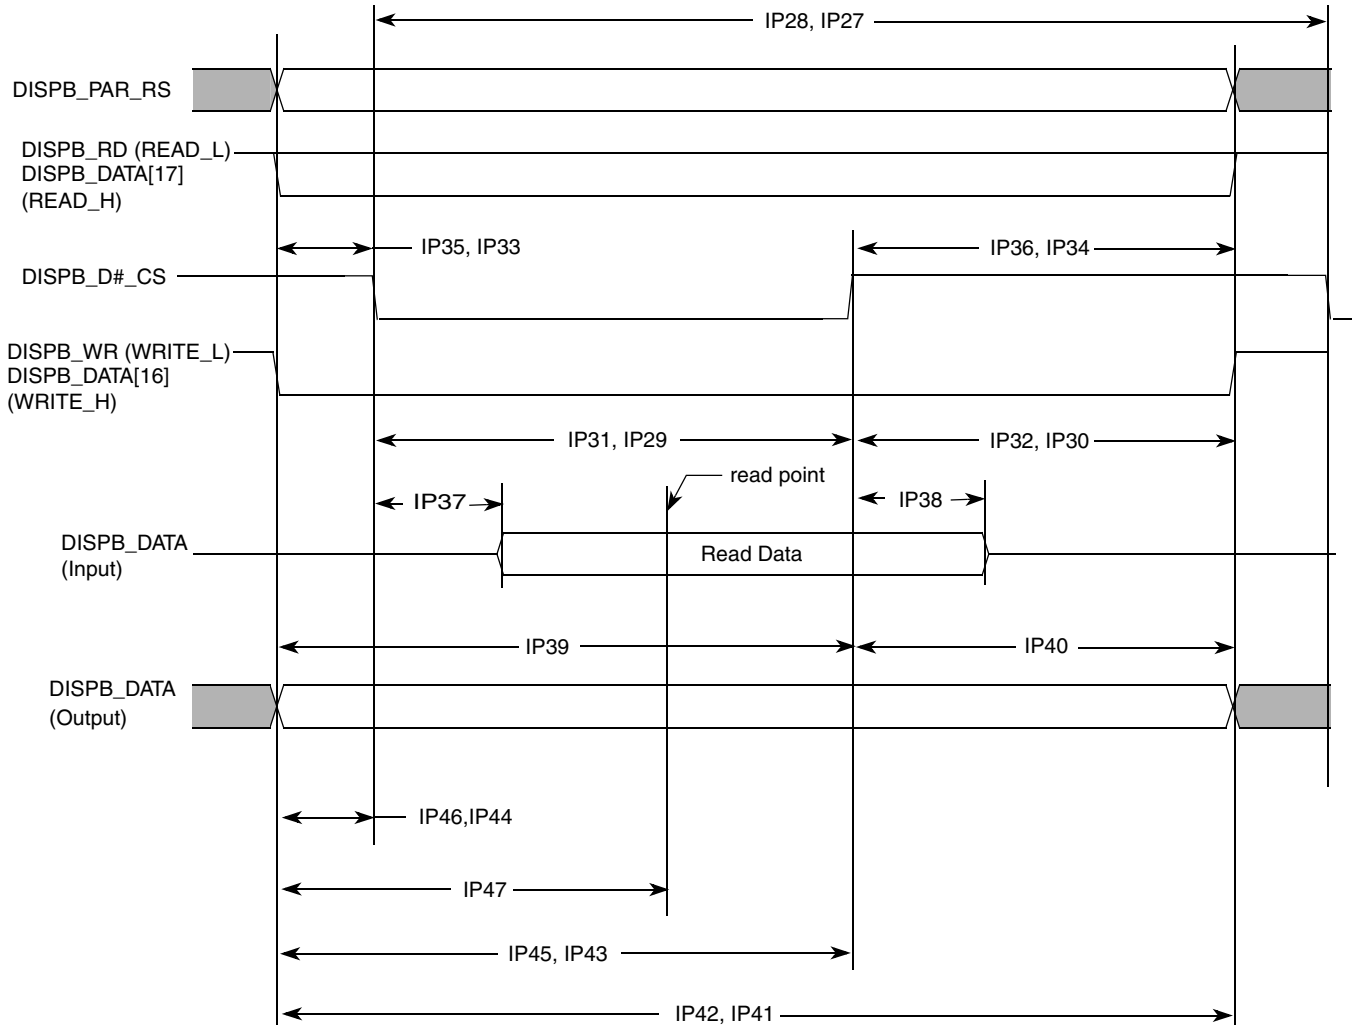 IP28, IP27
DISPB_PAR_RS
DISPB_RD (READ_L)
DISPB_DATA[17]
(READ_H)
IP35, IP33
IP36, IP34
DISPB_D#_CS
DISPB_WR (WRITE_L)
DISPB_DATA[16]
(WRITE_H)
IP31, IP29
IP32, IP30
read point
IP37
IP38
DISPB_DATA
(Input)
Read Data
IP39
IP40
DISPB_DATA
(Output)
IP46,IP44
IP47
IP45, IP43
IP42, IP41